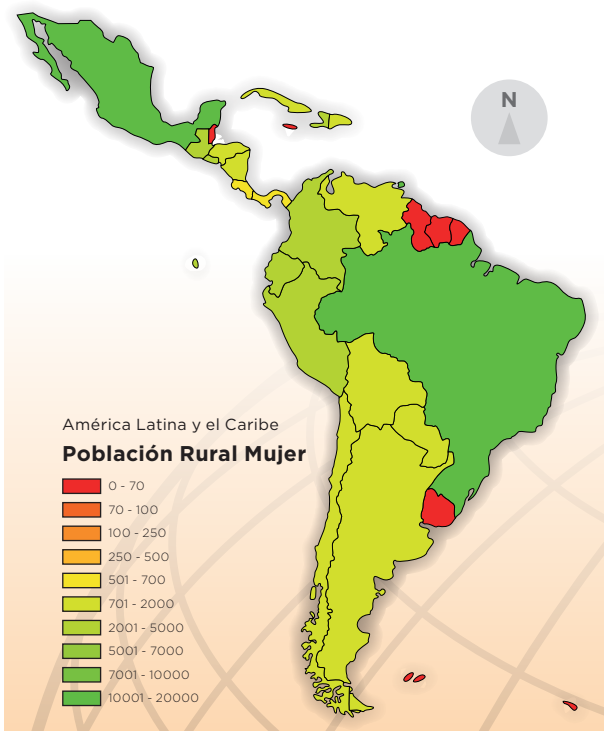 N
América Latina y el Caribe
Población Rural Mujer
0 - 70
70 - 100
100 - 250
250 - 500
501 - 700
701 - 2000
2001 - 5000
5001 - 7000
7001 - 10000
10001 - 20000